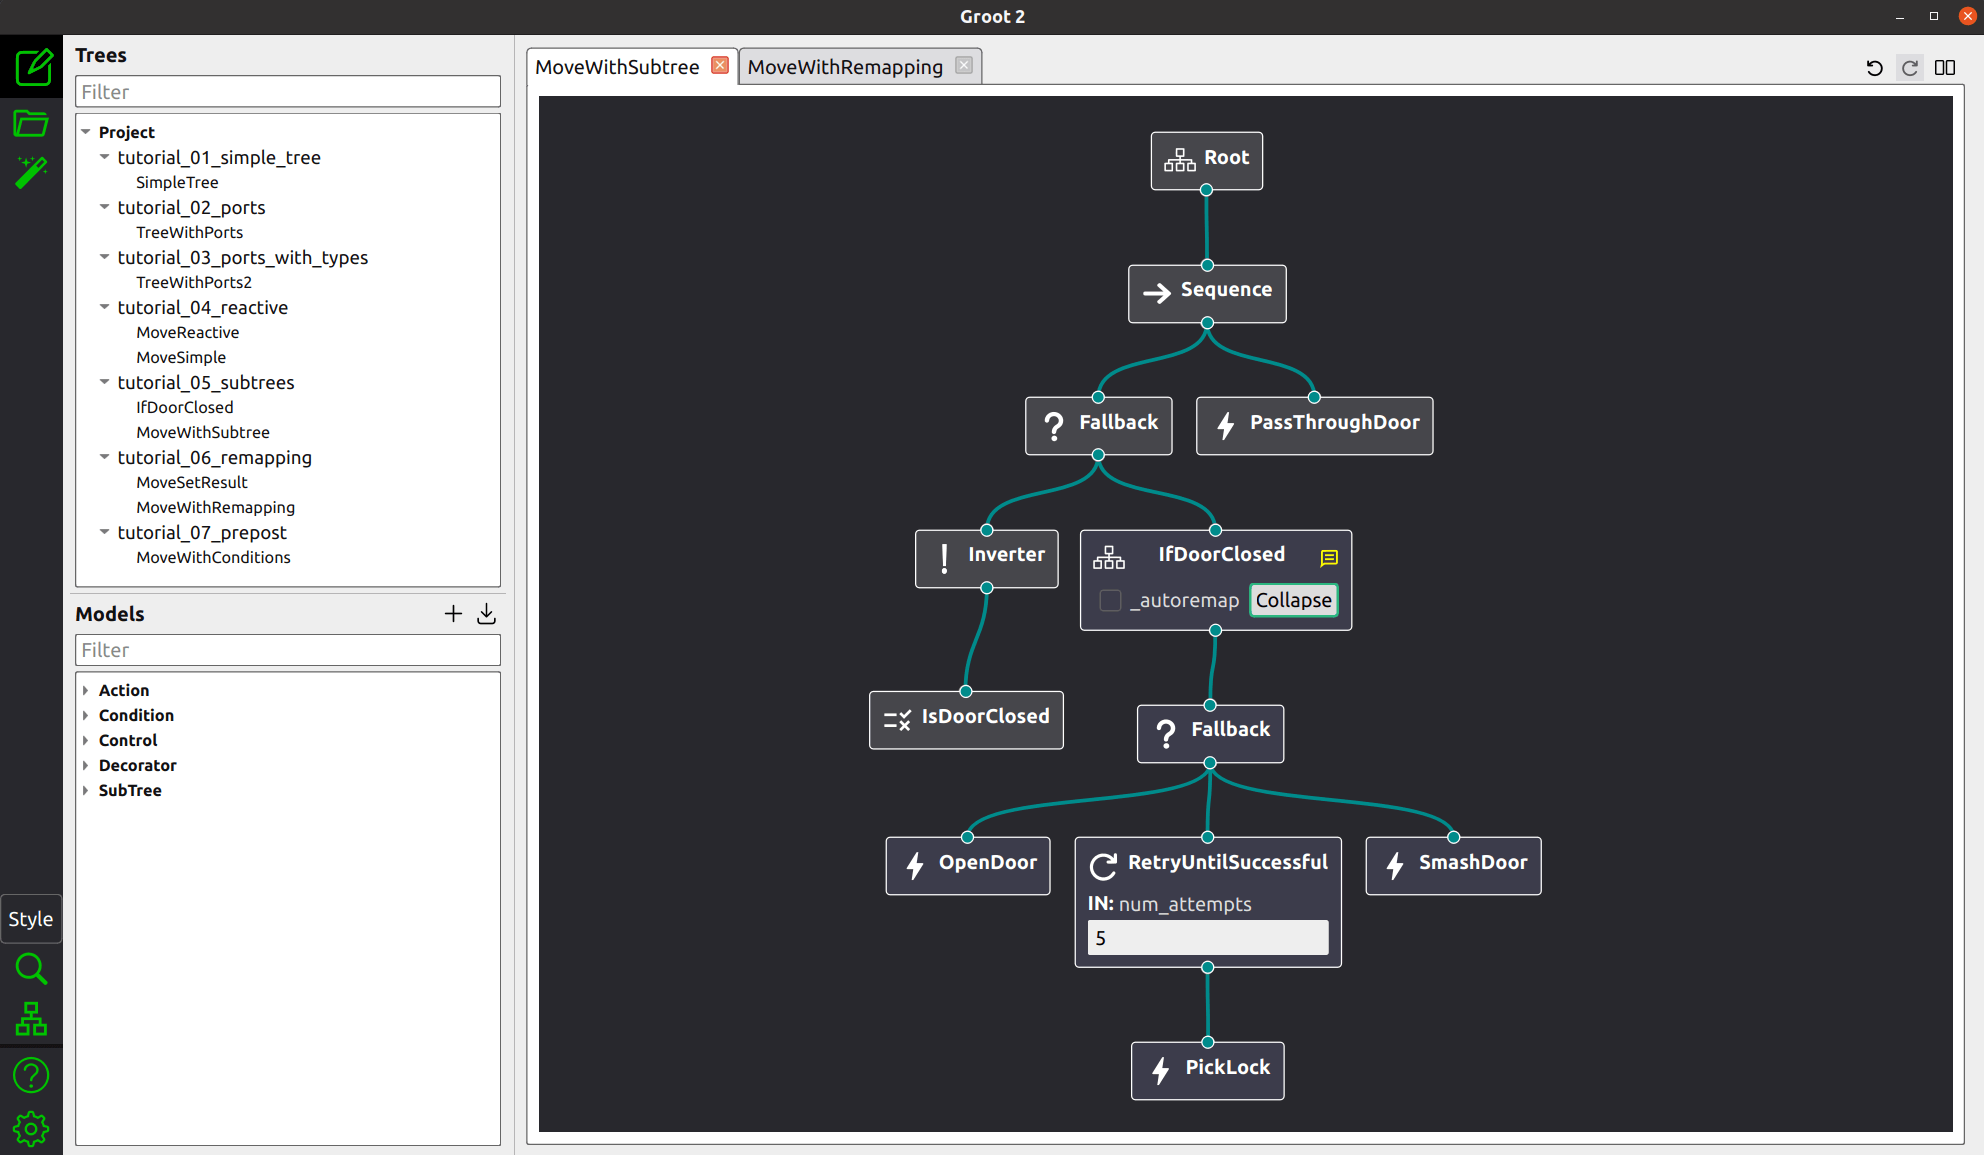 Groot 2
Trees
Filter
Project
tutorial_01_simple_tree
SimpleTree
tutorial_02_ports
TreeWithPorts
tutorial_03_ports_with_types
TreeWithPorts2
tutorial_04_reactive
MoveReactive
MoveSimple
tutorial_05_subtrees
IfDoorClosed
MoveWithSubtree
tutorial_06_remapping
MoveSetResult
MoveWithRemapping
tutorial_07_prepost
MoveWithConditions
Models
Filter
Action
Condition
Control
Decorator
SubTree
Style
MoveWithSubtree
MoveWithRemapping
Root
Sequence
Fallback
PassThroughDoor
Inverter
IfDoorClosed
_autoremap Collapse
IsDoorClosed
Fallback
OpenDoor
RetryUntilSuccessful
IN: num_attempts
5
SmashDoor
PickLock